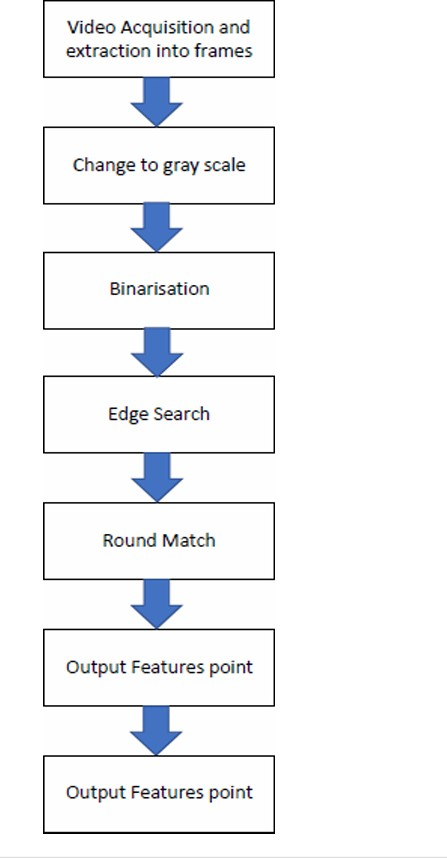 Video Acquisition and
extraction into frames
Change to gray scale
Binarisation
Edge Search
Round Match
Output Features point
Output Features point